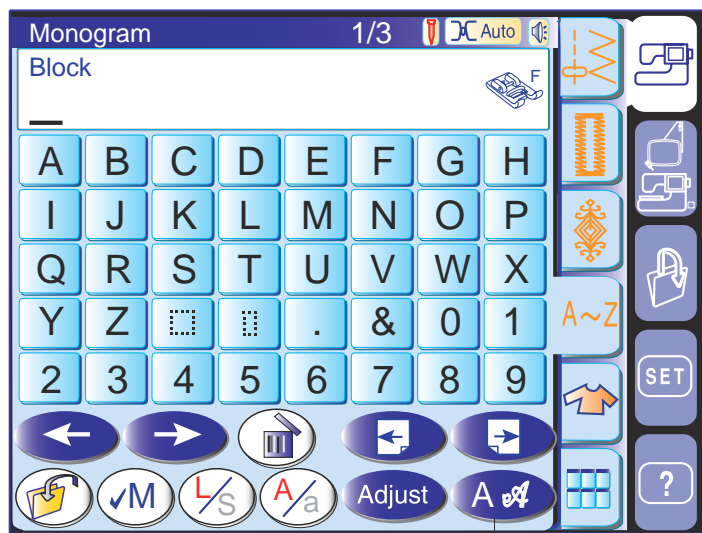 Monogram 1/3 Auto
Block
F
A B C D E F G H
I J K L M N O P
Q R S T U V W X
Y Z . & 0 1
2 3 4 5 6 7 8 9
✓M L/S A/a Adjust A A
A~Z
SET
?